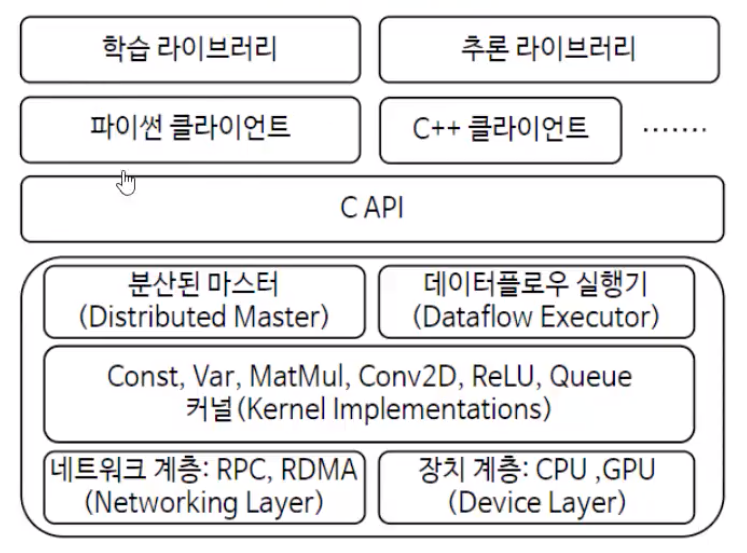 학습 라이브러리
추론 라이브러리
파이썬 클라이언트
C++ 클라이언트
·······
C API
분산된 마스터
(Distributed Master)
데이터플로우 실행기
(Dataflow Executor)
Const, Var, MatMul, Conv2D, ReLU, Queue
커널(Kernel Implementations)
네트워크 계층: RPC, RDMA
(Networking Layer)
장치 계층: CPU ,GPU
(Device Layer)